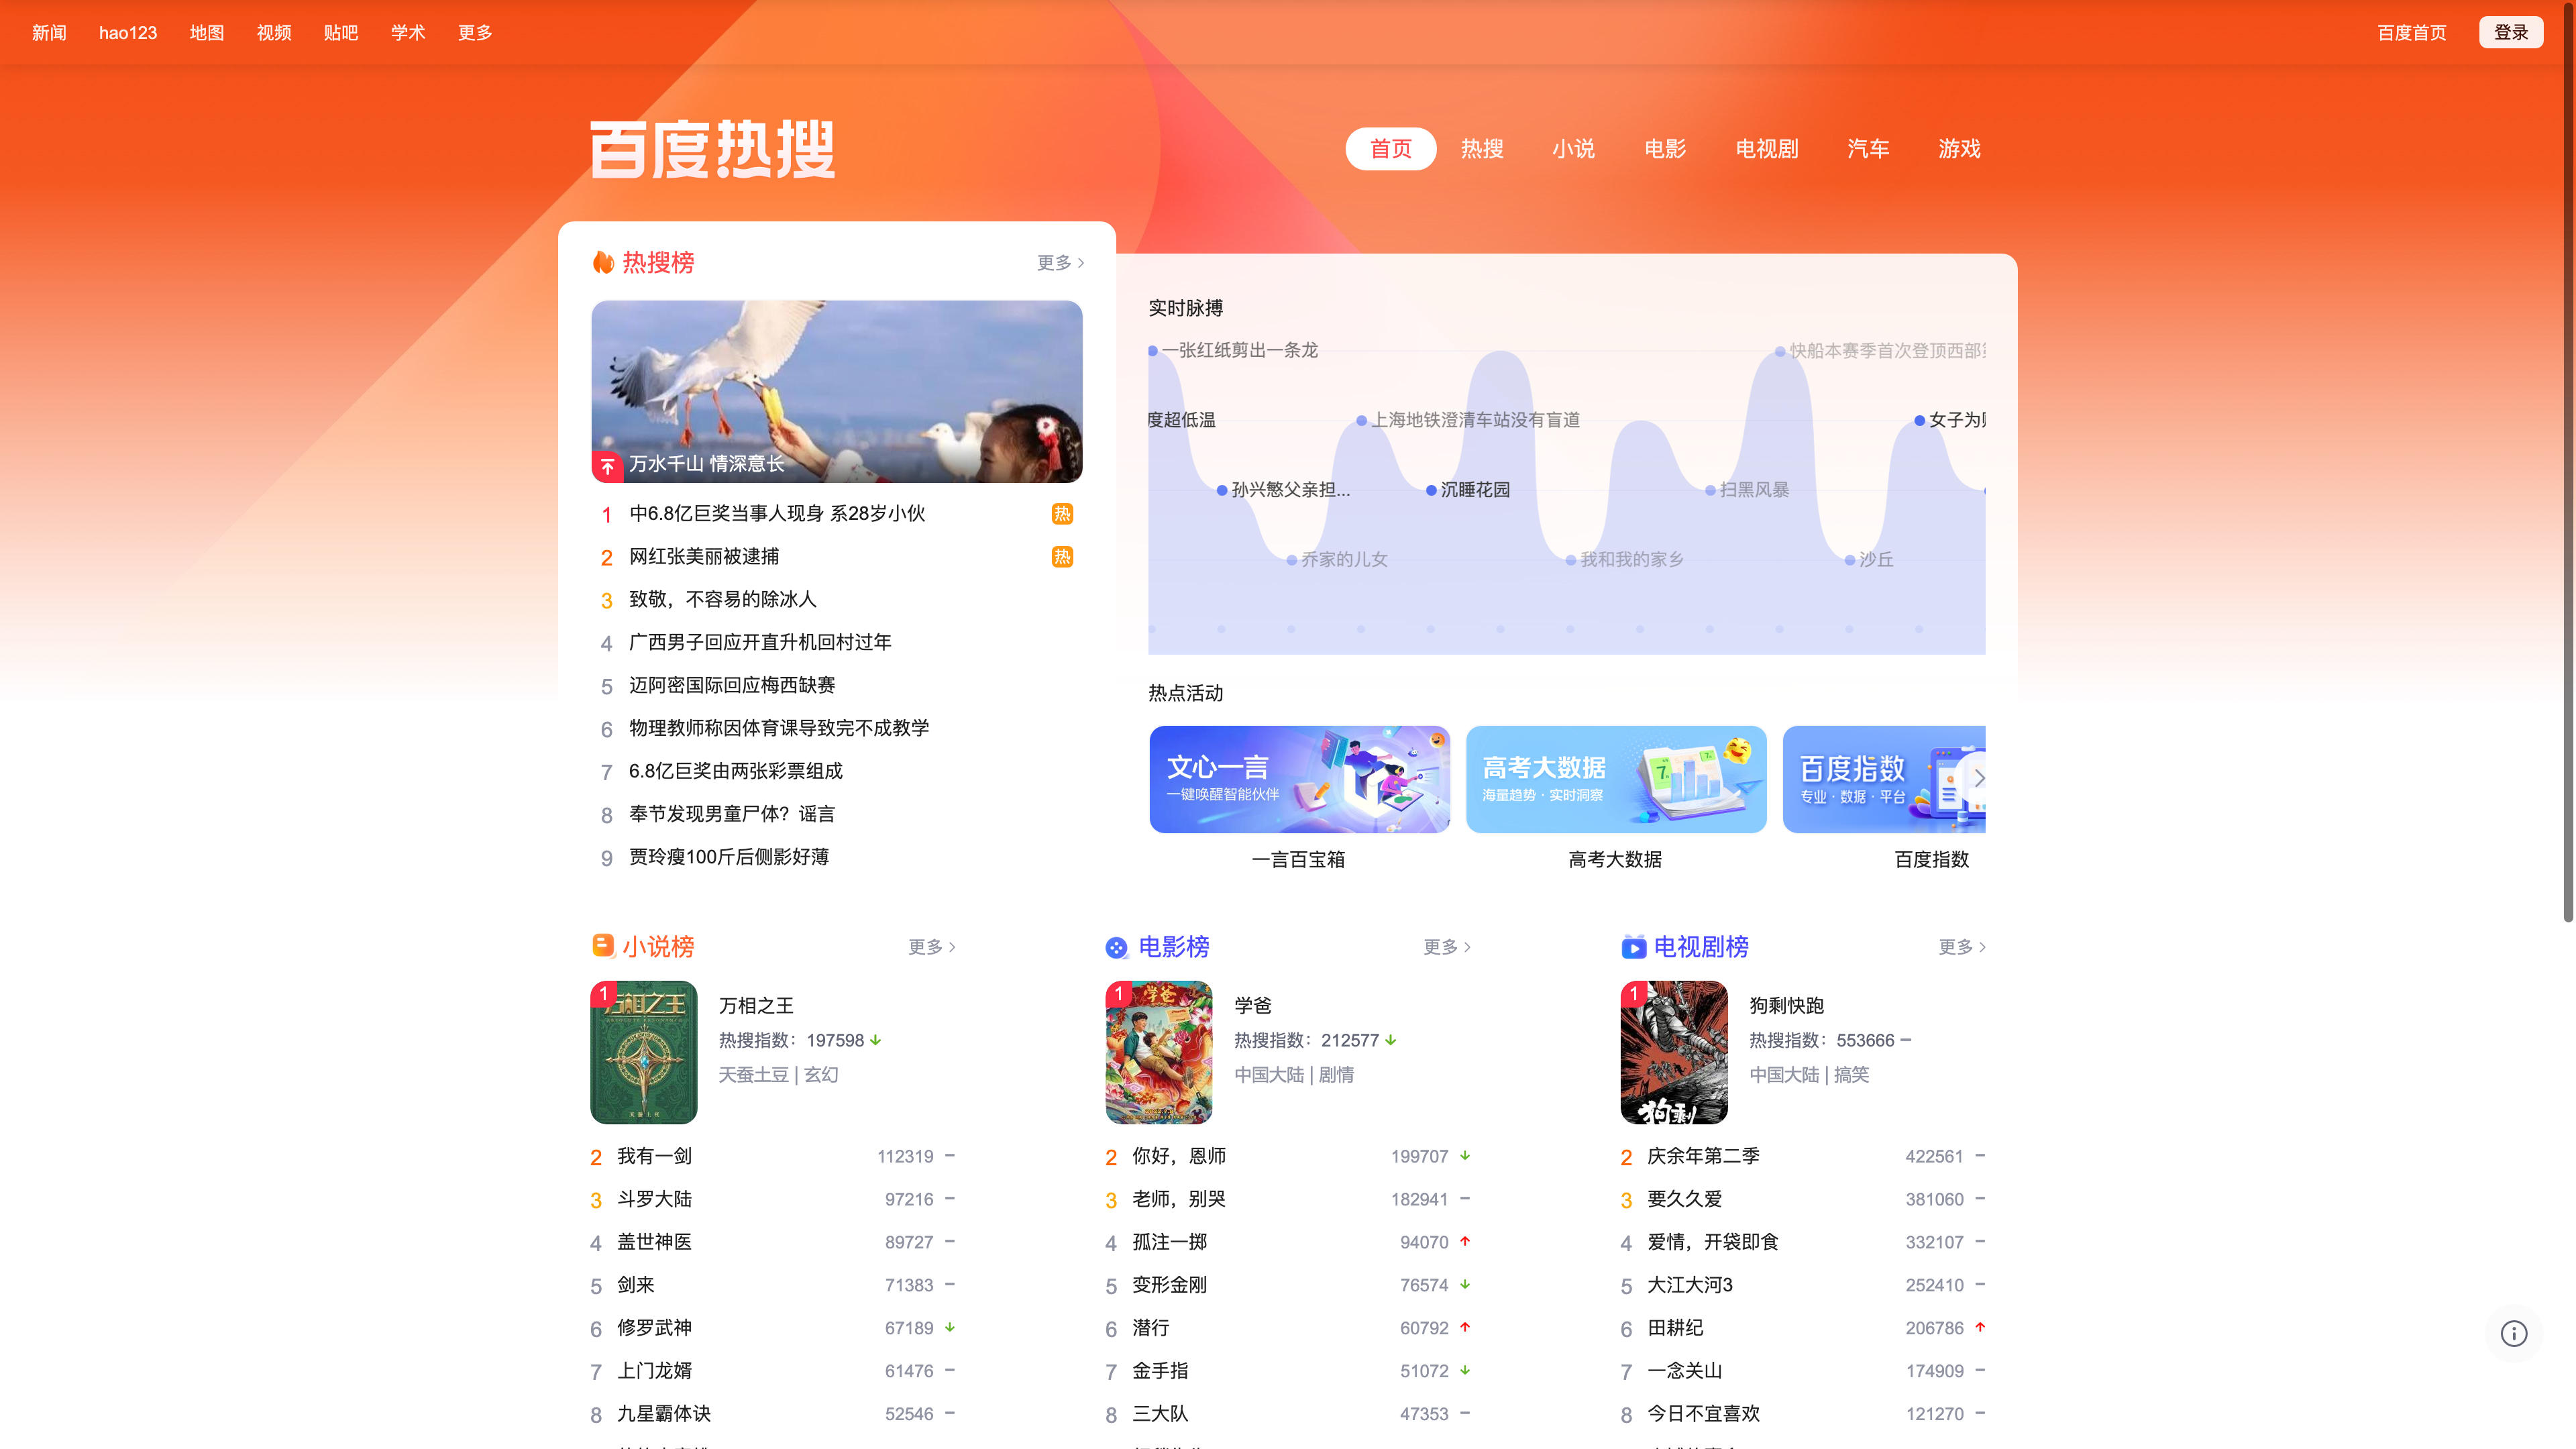 新闻 hao123 地图 视频 贴吧 学术 更多 百度首页 登录
百度热搜
首页 热搜 小说 电影 电视剧 汽车 游戏
热搜榜 更多
万水千山 情深意长
1 中6.8亿巨奖当事人现身 系28岁小伙 热
2 网红张美丽被逮捕 热
3 致敬，不容易的除冰人
4 广西男子回应开直升机回村过年
5 迈阿密国际回应梅西缺赛
6 物理教师称因体育课导致完不成教学
7 6.8亿巨奖由两张彩票组成
8 奉节发现男童尸体？谣言
9 贾玲瘦100斤后侧影好薄
实时脉搏
一张红纸剪出一条龙 快船本赛季首次登顶西部
度超低温 上海地铁澄清车站没有盲道 女子为
孙兴慜父亲担... 沉睡花园 扫黑风暴
乔家的儿女 我和我的家乡 沙丘
热点活动
文心一言 高考大数据 百度指数
一键唤醒智能伙伴 海量趋势·实时洞察 专业·数据·平台
一言百宝箱 高考大数据 百度指数
小说榜 更多
1 万相之王
万相之王
热搜指数：197598
天蚕土豆 | 玄幻
2 我有一剑 112319
3 斗罗大陆 97216
4 盖世神医 89727
5 剑来 71383
6 修罗武神 67189
7 上门龙婿 61476
8 九星霸体诀 52546
电影榜 更多
1 学爸
学爸
热搜指数：212577
中国大陆 | 剧情
2 你好，恩师 199707
3 老师，别哭 182941
4 孤注一掷 94070
5 变形金刚 76574
6 潜行 60792
7 金手指 51072
8 三大队 47353
电视剧榜 更多
1
狗剩
狗剩快跑
热搜指数：553666
中国大陆 | 搞笑
2 庆余年第二季 422561
3 要久久爱 381060
4 爱情，开袋即食 332107
5 大江大河3 252410
6 田耕纪 206786
7 一念关山 174909
8 今日不宜喜欢 121270